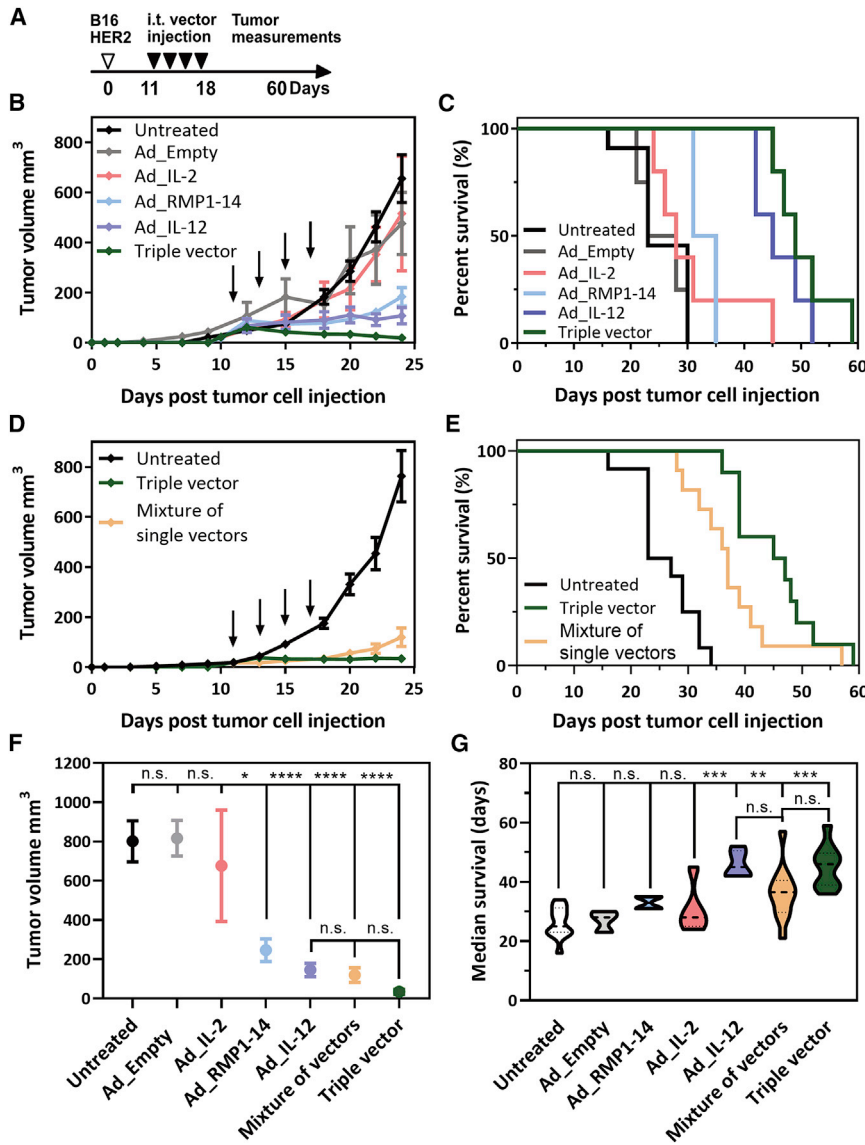 A
B16
HER2
i.t. vector
injection
Tumor
measurements
0
11
18
60 Days
B
Tumor volume mm³
800
600
400
200
0
Untreated
Ad_Empty
Ad_IL-2
Ad_RMP1-14
Ad_IL-12
Triple vector
0 5 10 15 20 25
Days post tumor cell injection
C
Percent survival (%)
100
50
0
Untreated
Ad_Empty
Ad_IL-2
Ad_RMP1-14
Ad_IL-12
Triple vector
0 10 20 30 40 50 60
Days post tumor cell injection
D
Tumor volume mm³
800
600
400
200
0
Untreated
Triple vector
Mixture of
single vectors
0 5 10 15 20 25
Days post tumor cell injection
E
Percent survival (%)
100
50
0
Untreated
Triple vector
Mixture of
single vectors
0 10 20 30 40 50 60
Days post tumor cell injection
F
Tumor volume mm³
1200
1000
800
600
400
200
0
n.s. n.s. * **** **** ****
n.s. n.s.
Untreated
Ad_Empty
Ad_IL-2
Ad_RMP1-14
Ad_IL-12
Mixture of vectors
Triple vector
G
Median survival (days)
80
60
40
20
0
n.s. n.s. n.s. *** ** ***
n.s. n.s.
Untreated
Ad_Empty
Ad_RMP1-14
Ad_IL-2
Ad_IL-12
Mixture of vectors
Triple vector